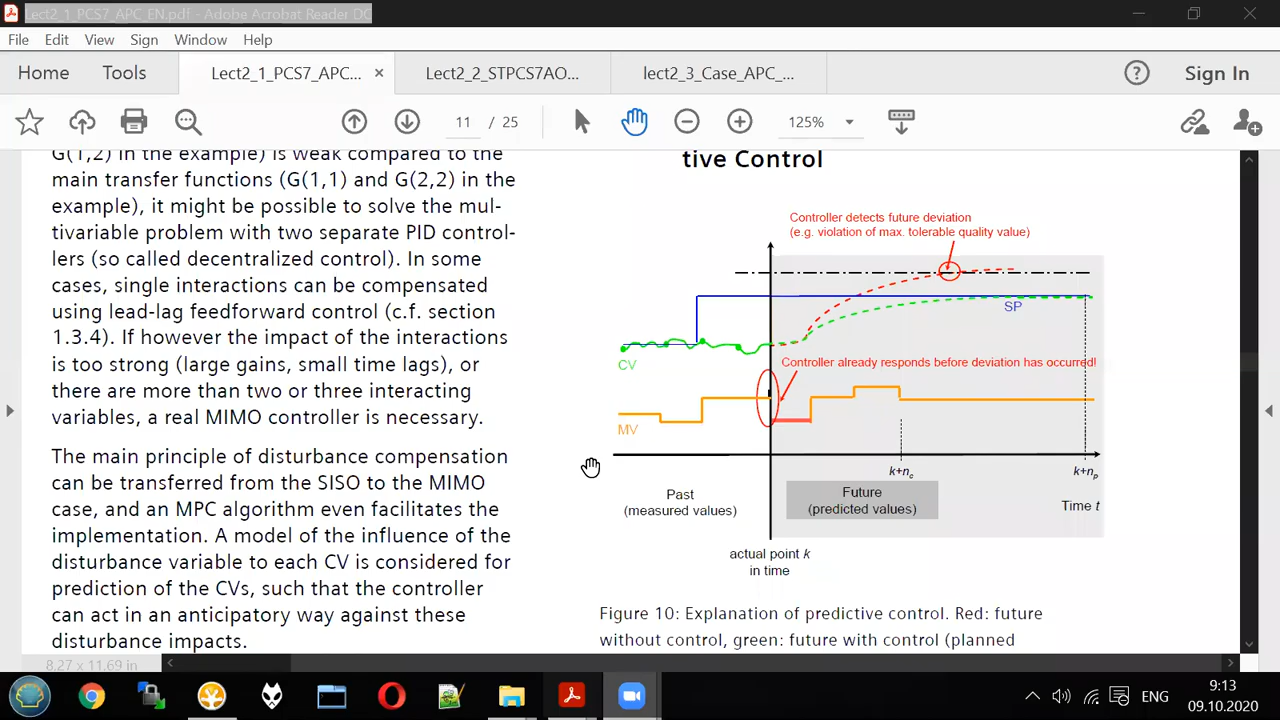 Lect2_1_PCS7_APC_EN.pdf - Adobe Acrobat Reader DC
File Edit View Sign Window Help
Home Tools Lect2_1_PCS7_APC... × Lect2_2_STPCS7AO... lect2_3_Case_APC_... Sign In
11 / 25 125%
G(1,2) in the example) is weak compared to the
main transfer functions (G(1,1) and G(2,2) in the
example), it might be possible to solve the mul-
tivariable problem with two separate PID control-
lers (so called decentralized control). In some
cases, single interactions can be compensated
using lead-lag feedforward control (c.f. section
1.3.4). If however the impact of the interactions
is too strong (large gains, small time lags), or
there are more than two or three interacting
variables, a real MIMO controller is necessary.
The main principle of disturbance compensation
can be transferred from the SISO to the MIMO
case, and an MPC algorithm even facilitates the
implementation. A model of the influence of the
disturbance variable to each CV is considered for
prediction of the CVs, such that the controller
can act in an anticipatory way against these
disturbance impacts.
8,27 x 11,69 in
tive Control
Controller detects future deviation
(e.g. violation of max. tolerable quality value)
SP
CV
Controller already responds before deviation has occurred!
MV
k+nc
k+np
Past
(measured values)
Future
(predicted values)
Time t
actual point k
in time
Figure 10: Explanation of predictive control. Red: future
without control, green: future with control (planned
ENG
9:13
09.10.2020